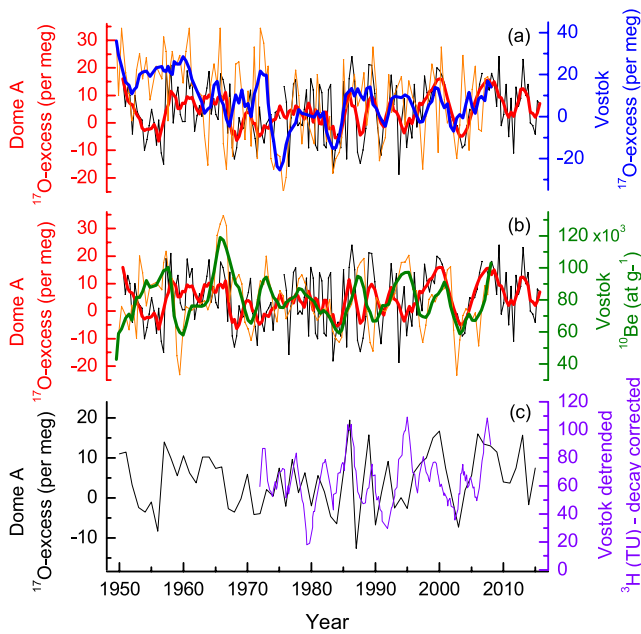 (a)
30
20
10
0
-10
-20
Dome A
¹⁷O-excess (per meg)
40
20
0
-20
Vostok
¹⁷O-excess (per meg)
(b)
30
20
10
0
-10
-20
Dome A
¹⁷O-excess (per meg)
120 x10³
100
80
60
40
Vostok
¹⁰Be (at g⁻¹)
(c)
20
10
0
-10
Dome A
¹⁷O-excess (per meg)
120
100
80
60
40
20
0
Vostok detrended
³H (TU) - decay corrected
1950 1960 1970 1980 1990 2000 2010
Year